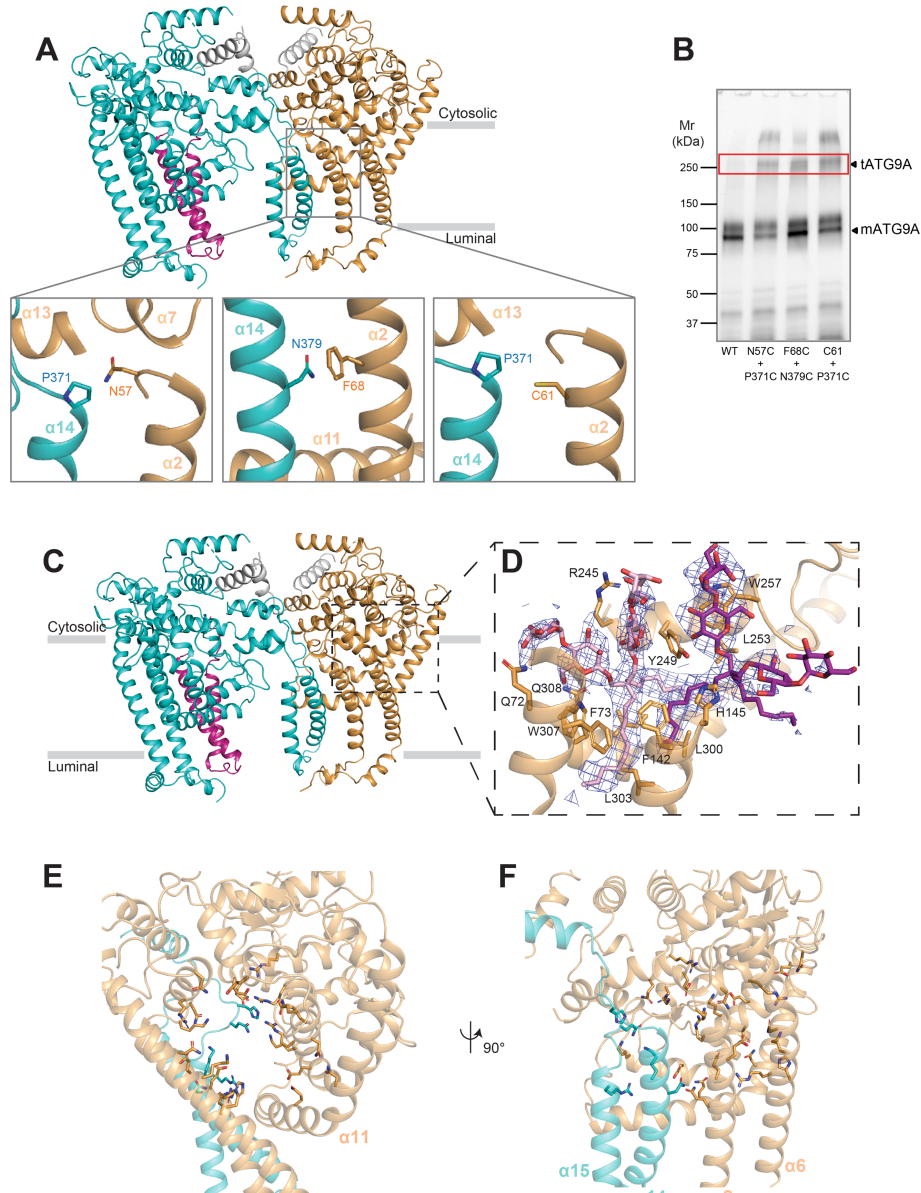 A
Cytosolic
Luminal
B
Mr
(kDa)
250
150
100
75
50
37
tATG9A
mATG9A
WT
N57C
+
P371C
F68C
+
N379C
C61
+
P371C
α13
α7
P371
N57
α14
α2
α14
N379
α2
F68
α11
α13
P371
C61
α2
α14
C
Cytosolic
Luminal
D
R245
W257
L253
Y249
Q72
Q308
F73
W307
H145
F142
L300
L303
E
α11
90°
F
α15
α6